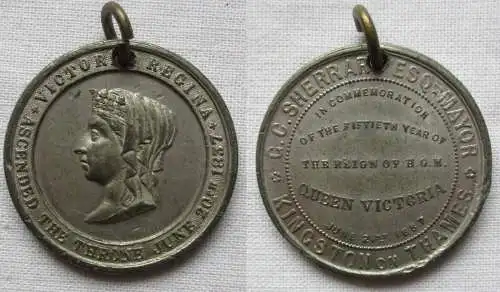 VICTORIA REGINA
ASCENDED THE THRONE JUNE 20TH 1837
SHERRARD ESQ. MAYOR
IN COMMEMORATION
OF THE FIFTIETH YEAR OF
THE REIGN OF H.G.M.
QUEEN VICTORIA
JUNE 1887
KINGSTON ON THAMES